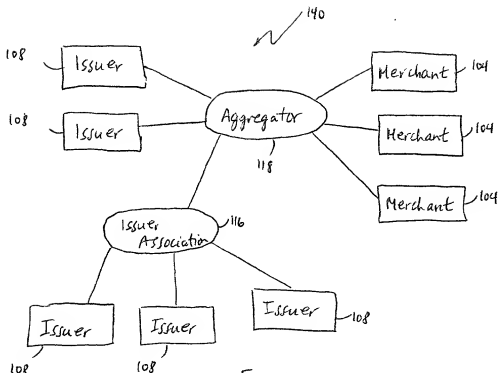 140
108
Issuer
Merchant
104
108
Issuer
Aggregator
118
Merchant
104
Merchant
104
Issuer
Association
116
Issuer
108
Issuer
108
Issuer
108